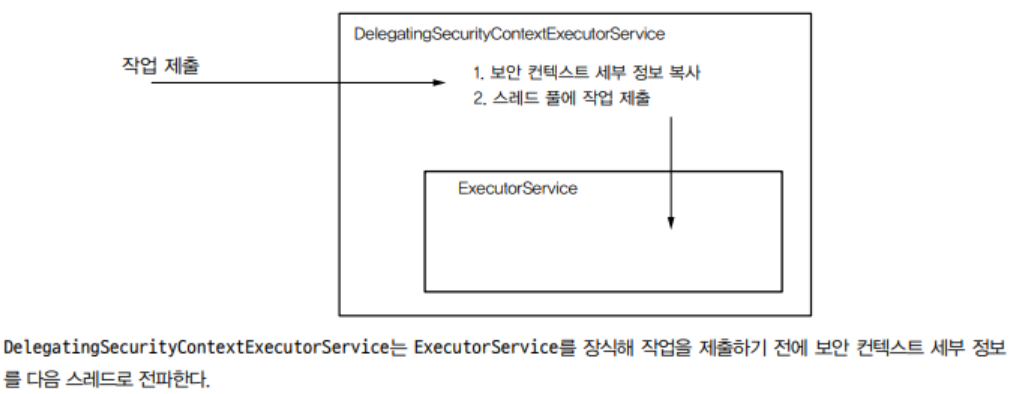 DelegatingSecurityContextExecutorService
작업 제출
1. 보안 컨텍스트 세부 정보 복사
2. 스레드 풀에 작업 제출
ExecutorService
DelegatingSecurityContextExecutorService는 ExecutorService를 장식해 작업을 제출하기 전에 보안 컨텍스트 세부 정보
를 다음 스레드로 전파한다.